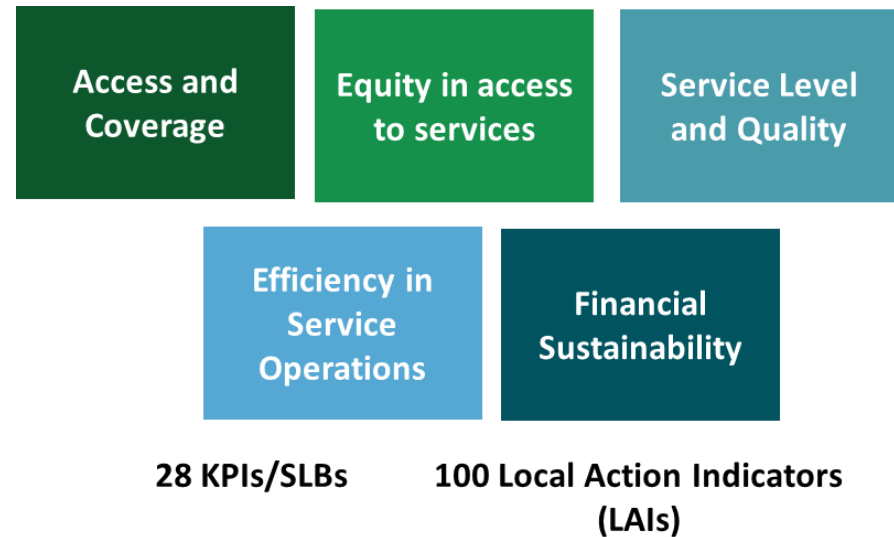 Access and
Coverage
Equity in access
to services
Service Level
and Quality
Efficiency in
Service
Operations
Financial
Sustainability
28 KPIs/SLBs
100 Local Action Indicators
(LAIs)